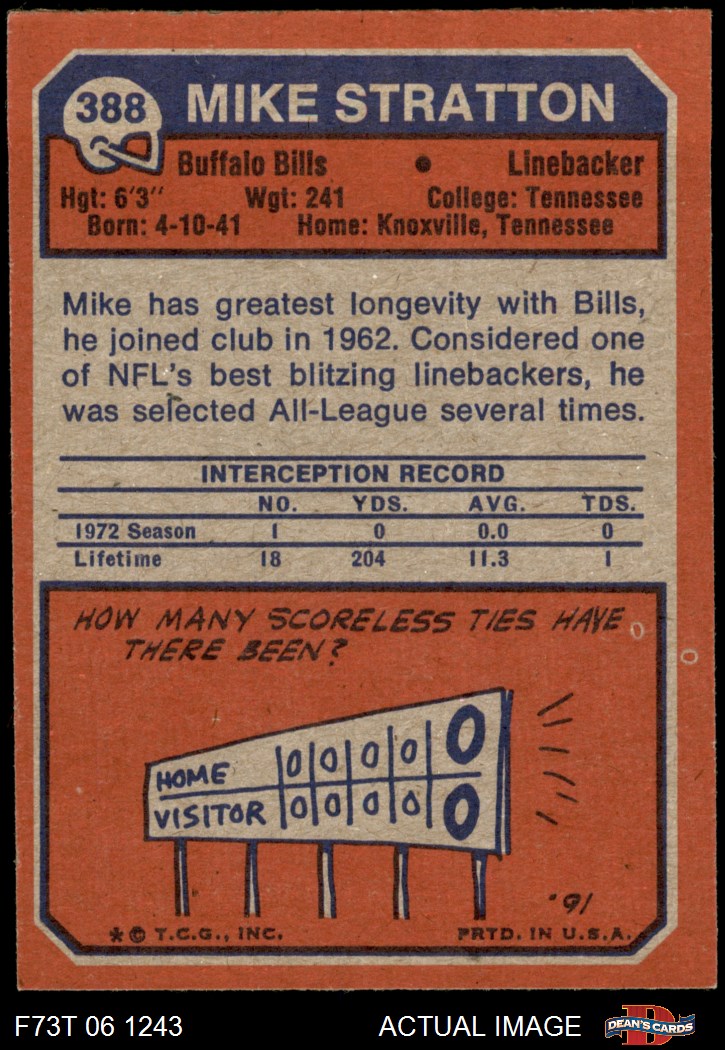 388 MIKE STRATTON
Buffalo Bills • Linebacker
Hgt: 6'3" Wgt: 241 College: Tennessee
Born: 4-10-41 Home: Knoxville, Tennessee
Mike has greatest longevity with Bills,
he joined club in 1962. Considered one
of NFL's best blitzing linebackers, he
was selected All-League several times.
INTERCEPTION RECORD
NO. YDS. AVG. TDS.
1972 Season 1 0 0.0 0
Lifetime 18 204 11.3 1
HOW MANY SCORELESS TIES HAVE
THERE BEEN?
HOME 0 0 0 0 0
VISITOR 0 0 0 0 0
* © T.C.G., INC. PRTD. IN U.S.A.
F73T 06 1243 ACTUAL IMAGE DEAN'S CARDS